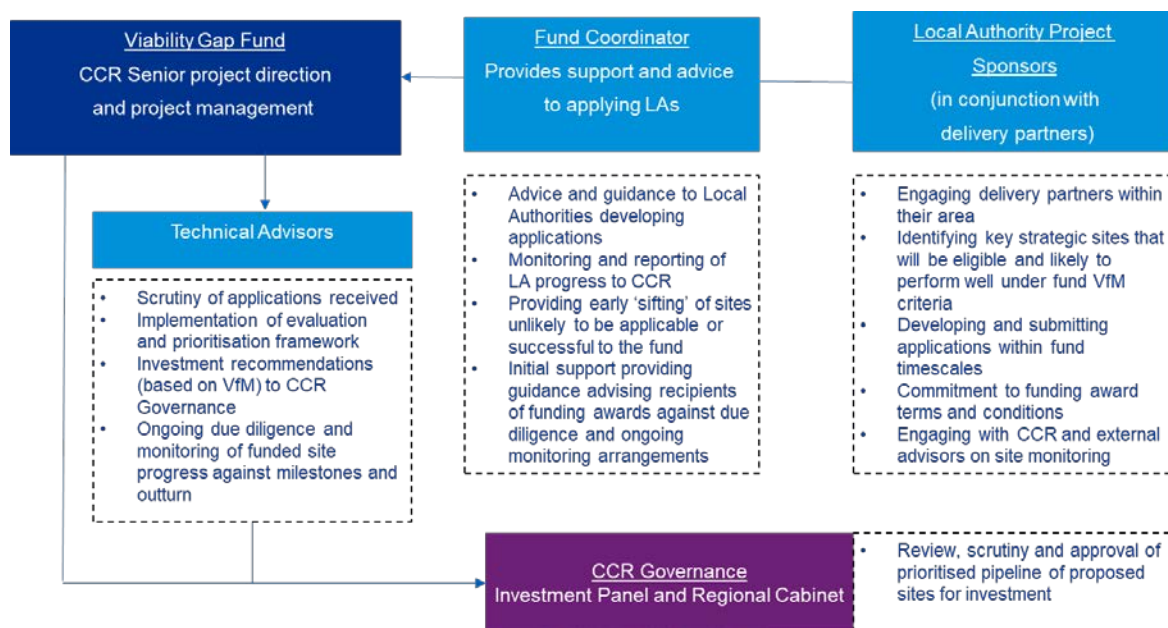 Viability Gap Fund
CCR Senior project direction
and project management
Fund Coordinator
Provides support and advice
to applying LAs
Local Authority Project
Sponsors
(in conjunction with
delivery partners)
Technical Advisors
• Scrutiny of applications received
• Implementation of evaluation
and prioritisation framework
• Investment recommendations
(based on VfM) to CCR
Governance
• Ongoing due diligence and
monitoring of funded site
progress against milestones and
outturn
• Advice and guidance to Local
Authorities developing
applications
• Monitoring and reporting of
LA progress to CCR
• Providing early ‘sifting’ of sites
unlikely to be applicable or
successful to the fund
• Initial support providing
guidance advising recipients
of funding awards against due
diligence and ongoing
monitoring arrangements
• Engaging delivery partners within
their area
• Identifying key strategic sites that
will be eligible and likely to
perform well under fund VfM
criteria
• Developing and submitting
applications within fund
timescales
• Commitment to funding award
terms and conditions
• Engaging with CCR and external
advisors on site monitoring
CCR Governance
Investment Panel and Regional Cabinet
• Review, scrutiny and approval of
prioritised pipeline of proposed
sites for investment